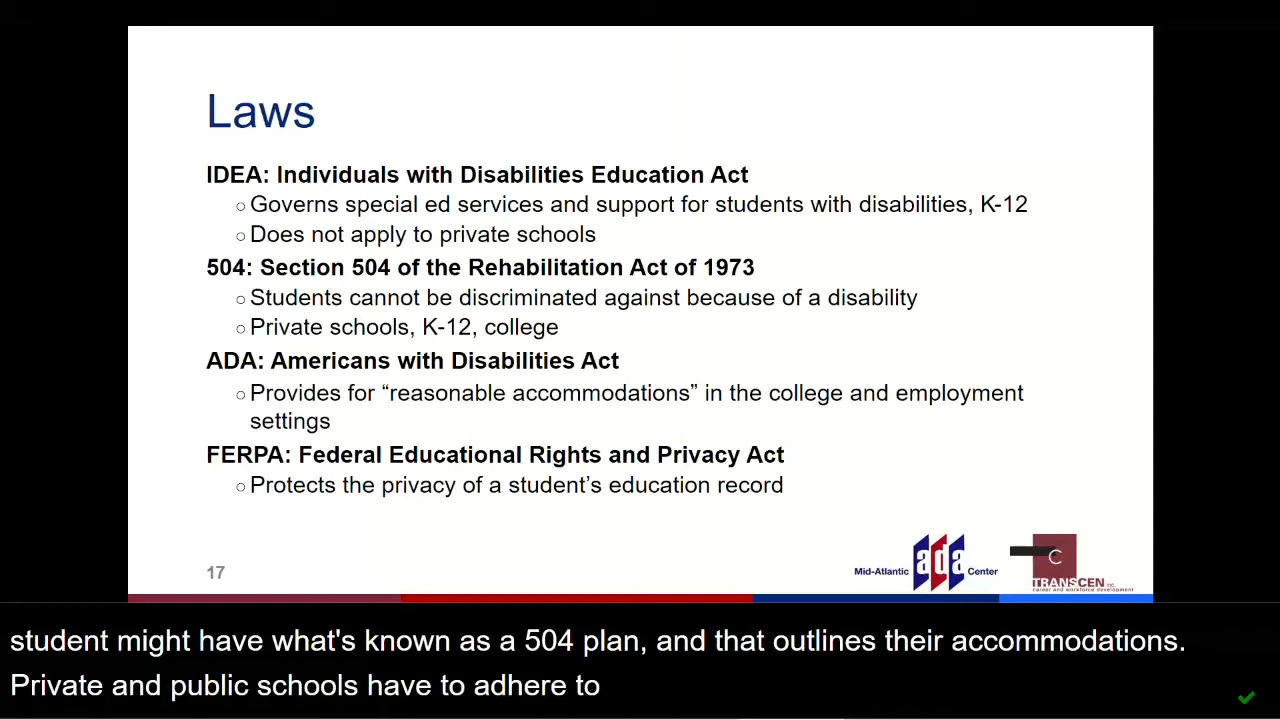 Laws
IDEA: Individuals with Disabilities Education Act
○ Governs special ed services and support for students with disabilities, K-12
○ Does not apply to private schools
504: Section 504 of the Rehabilitation Act of 1973
○ Students cannot be discriminated against because of a disability
○ Private schools, K-12, college
ADA: Americans with Disabilities Act
○ Provides for “reasonable accommodations” in the college and employment
settings
FERPA: Federal Educational Rights and Privacy Act
○ Protects the privacy of a student’s education record
17
Mid-Atlantic ada Center
C
TRANSCEN inc.
career and workforce development
student might have what's known as a 504 plan, and that outlines their accommodations.
Private and public schools have to adhere to